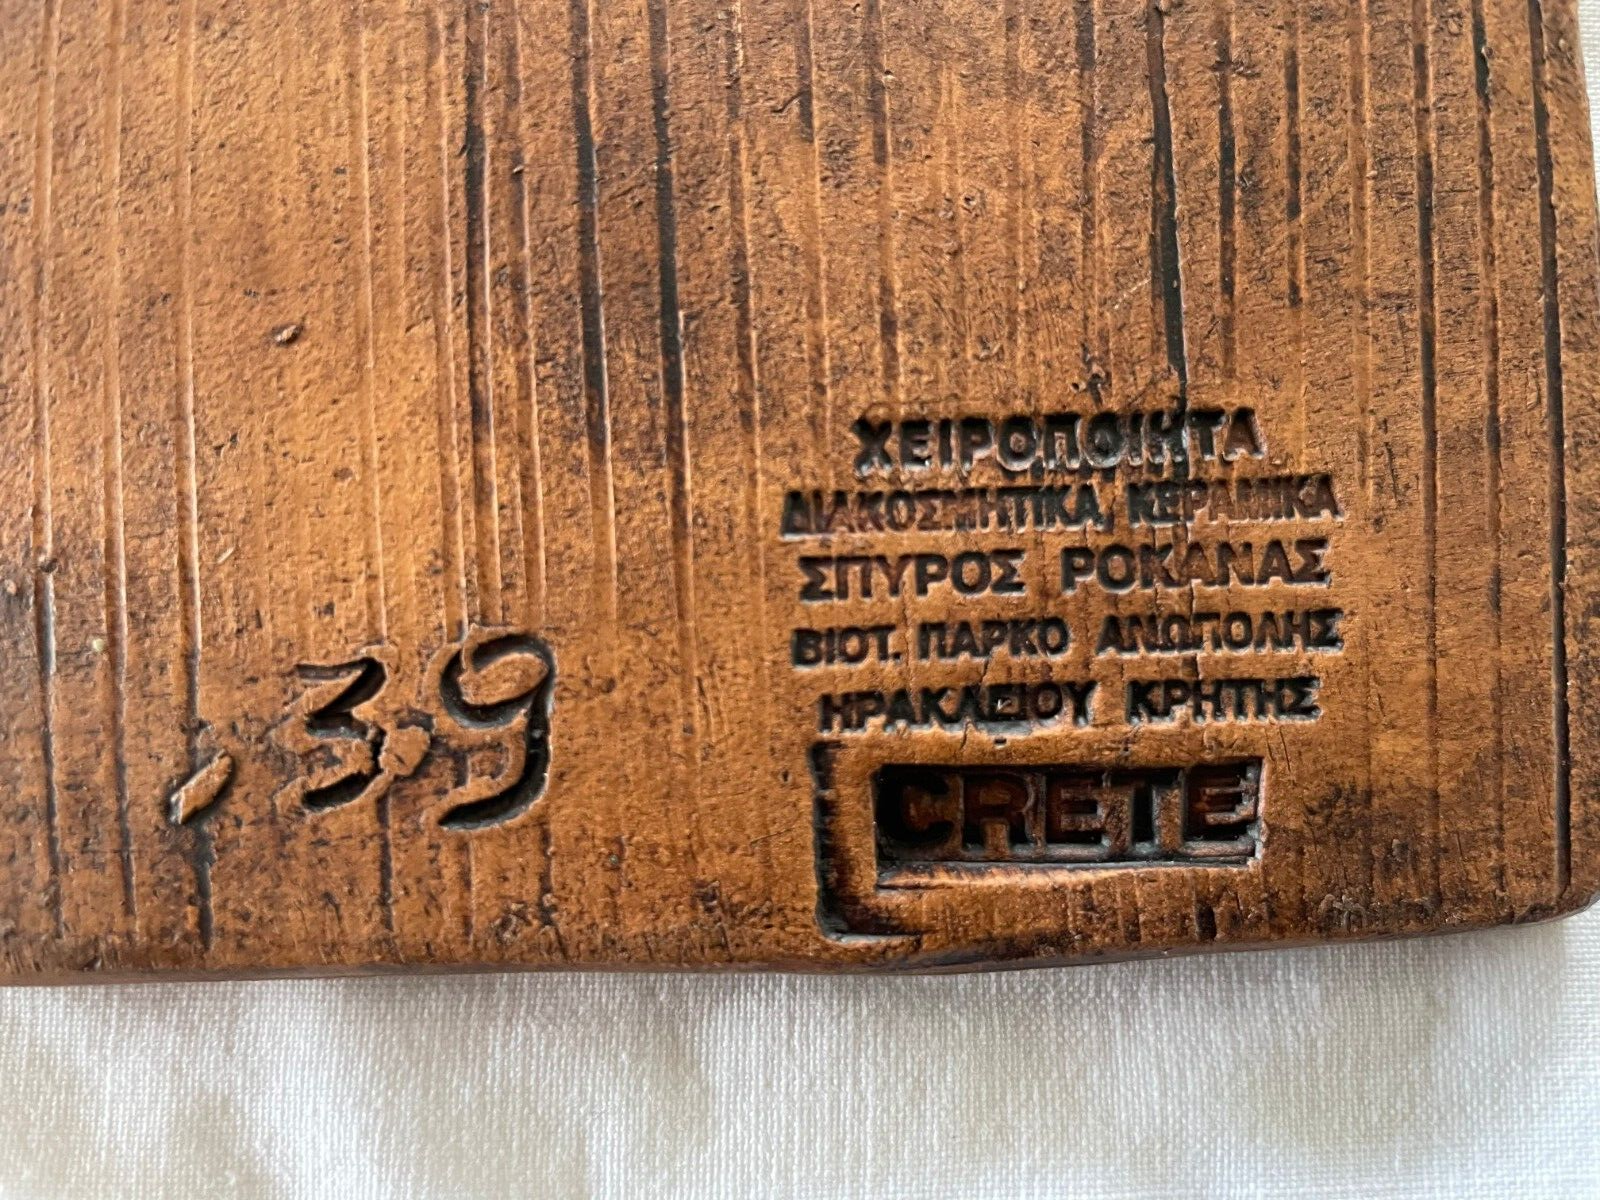 ΧΕΙΡΟΠΟΙΗΤΑ
ΔΙΑΚΟΣΜΗΤΙΚΑ, ΚΕΡΑΜΙΚΑ
ΣΠΥΡΟΣ ΡΟΚΑΝΑΣ
ΒΙΟΤ. ΠΑΡΚΟ ΑΝΩΠΟΛΗΣ
ΗΡΑΚΛΕΙΟΥ ΚΡΗΤΗΣ
CRETE
,39